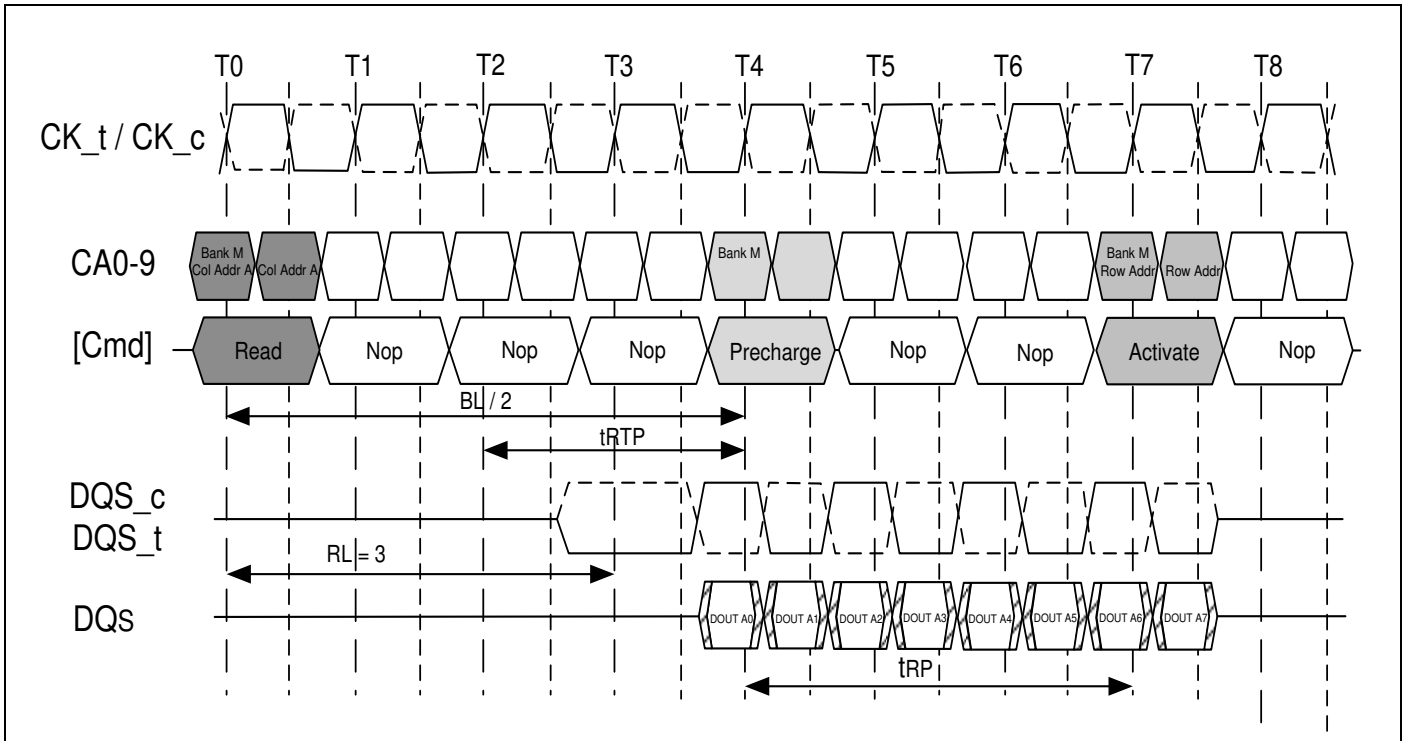 T0 T1 T2 T3 T4 T5 T6 T7 T8
CK_t / CK_c
CA0-9
Bank M
Col Addr A
Col Addr A
Bank M
Bank M
Row Addr
Row Addr
[Cmd]
Read Nop Nop Nop Precharge Nop Nop Activate Nop
BL / 2
tRTP
DQS_c
DQS_t
RL = 3
DQs
DOUT A0 DOUT A1 DOUT A2 DOUT A3 DOUT A4 DOUT A5 DOUT A6 DOUT A7
tRP